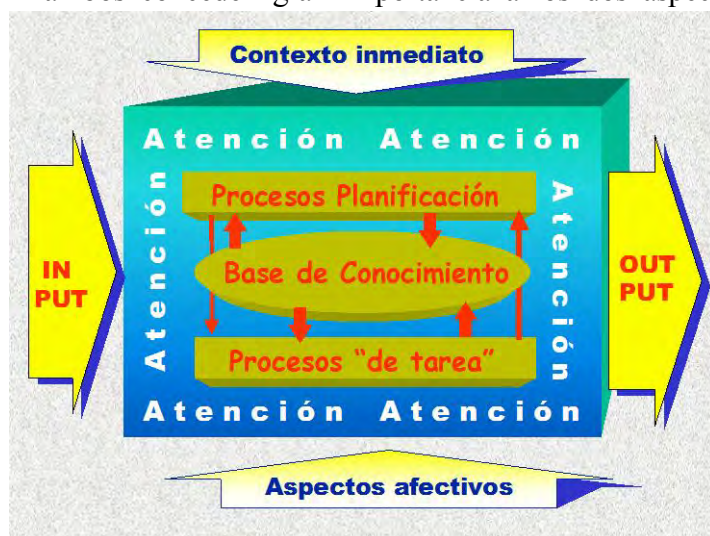 Contexto inmediato
Atención Atención
Atención
Procesos Planificación
Atención
IN
PUT
Base de Conocimiento
OUT
PUT
Procesos “de tarea”
Atención Atención
Aspectos afectivos